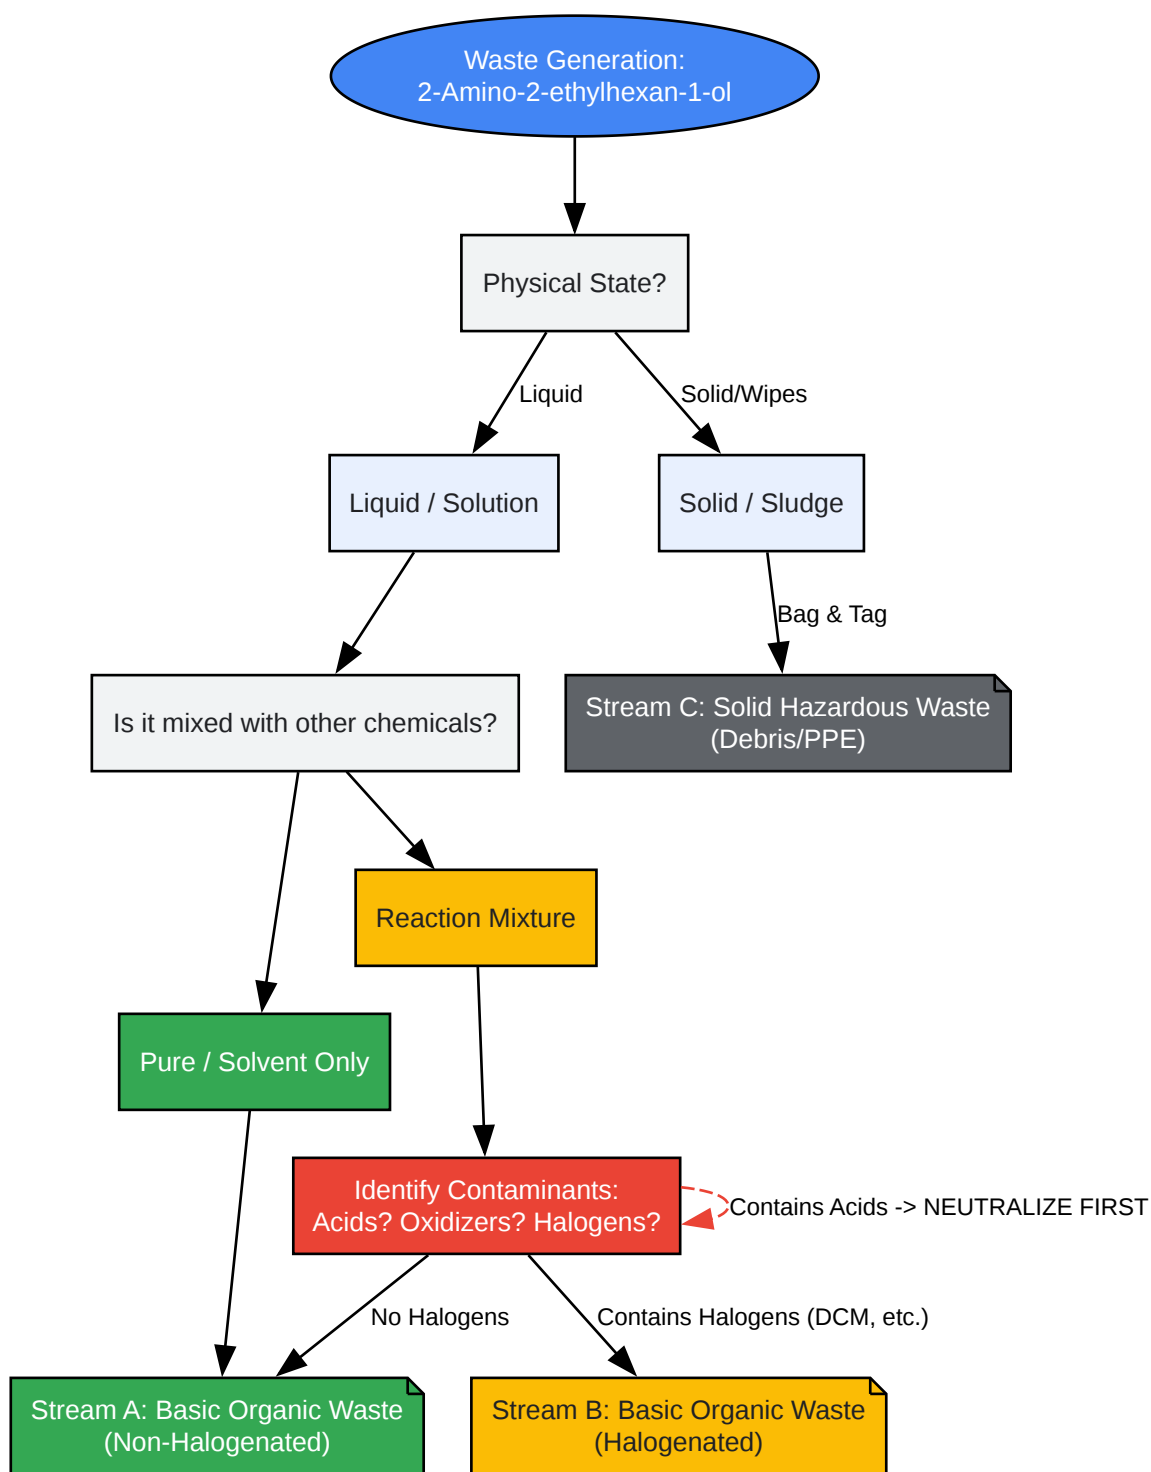 Waste Generation:
2-Amino-2-ethylhexan-1-ol
Physical State?
Liquid
Solid/Wipes
Liquid / Solution
Solid / Sludge
Bag & Tag
Is it mixed with other chemicals?
Stream C: Solid Hazardous Waste
(Debris/PPE)
Reaction Mixture
Pure / Solvent Only
Identify Contaminants:
Acids? Oxidizers? Halogens?
Contains Acids -> NEUTRALIZE FIRST
No Halogens
Contains Halogens (DCM, etc.)
Stream A: Basic Organic Waste
(Non-Halogenated)
Stream B: Basic Organic Waste
(Halogenated)